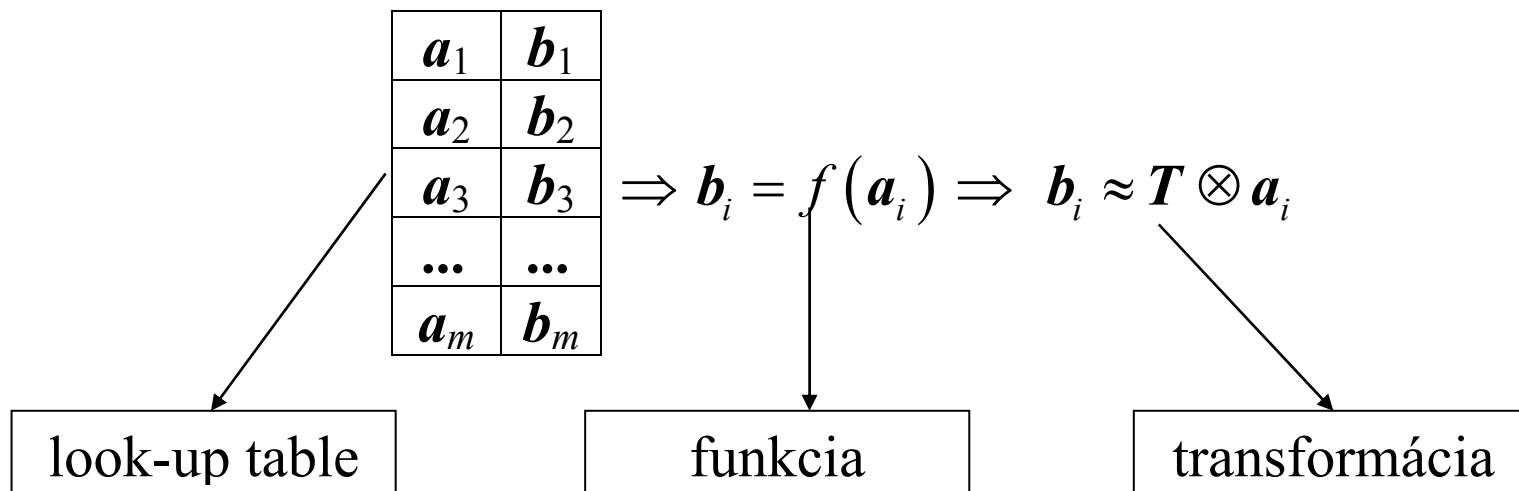 a₁ b₁
a₂ b₂
a₃ b₃ ⇒ bᵢ = f(aᵢ) ⇒ bᵢ ≈ T ⊗ aᵢ
... ...
aₘ bₘ
look-up table funkcia transformácia